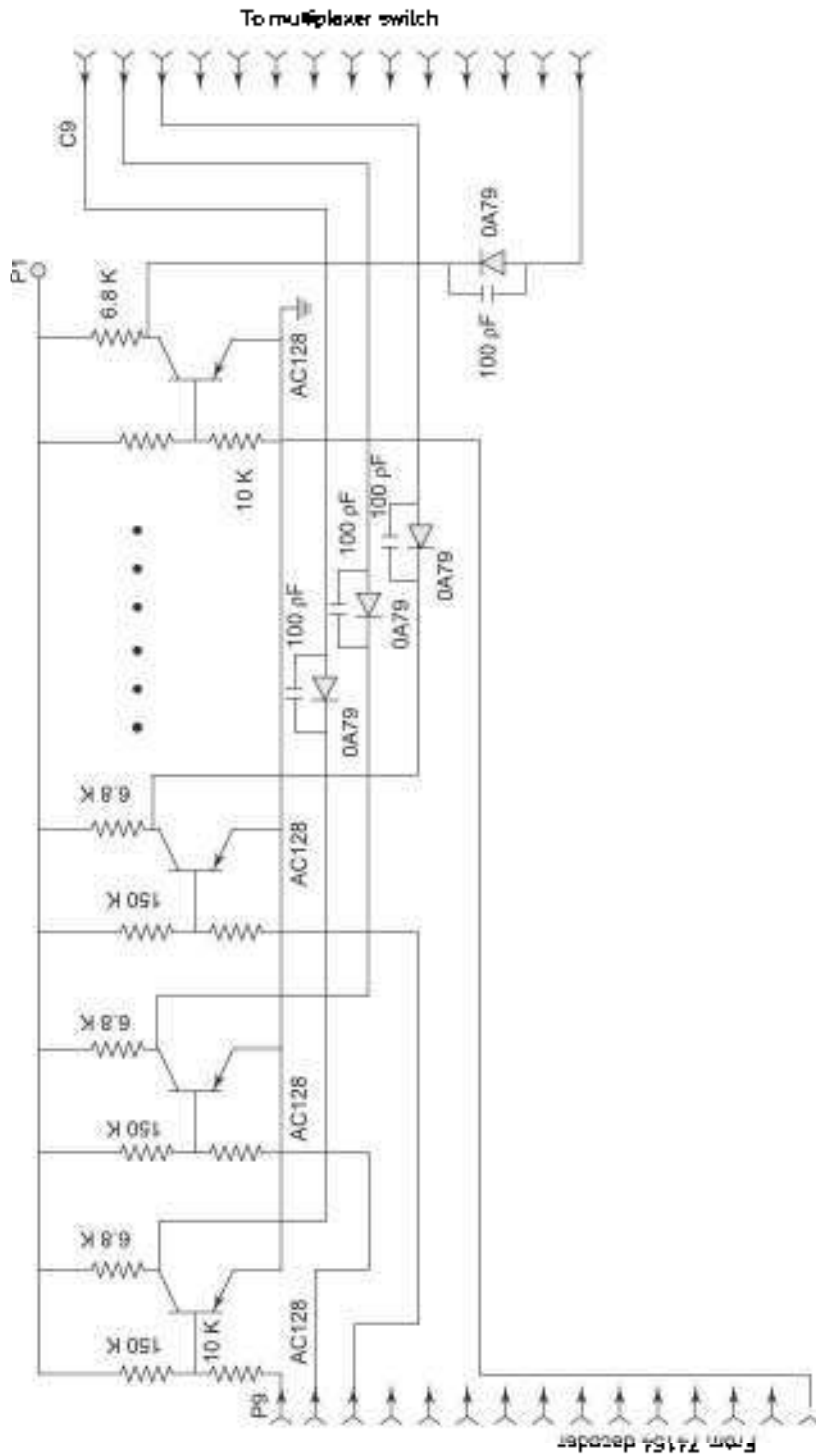 To multiplexer switch
C9
P1
6.8 K
0A79
100 pF
AC128
10 K
100 pF
100 pF
100 pF
0A79
0A79
0A79
6.8 K
150 K
AC128
6.8 K
150 K
AC128
6.8 K
150 K
10 K
AC128
P9
From 74154 decoder